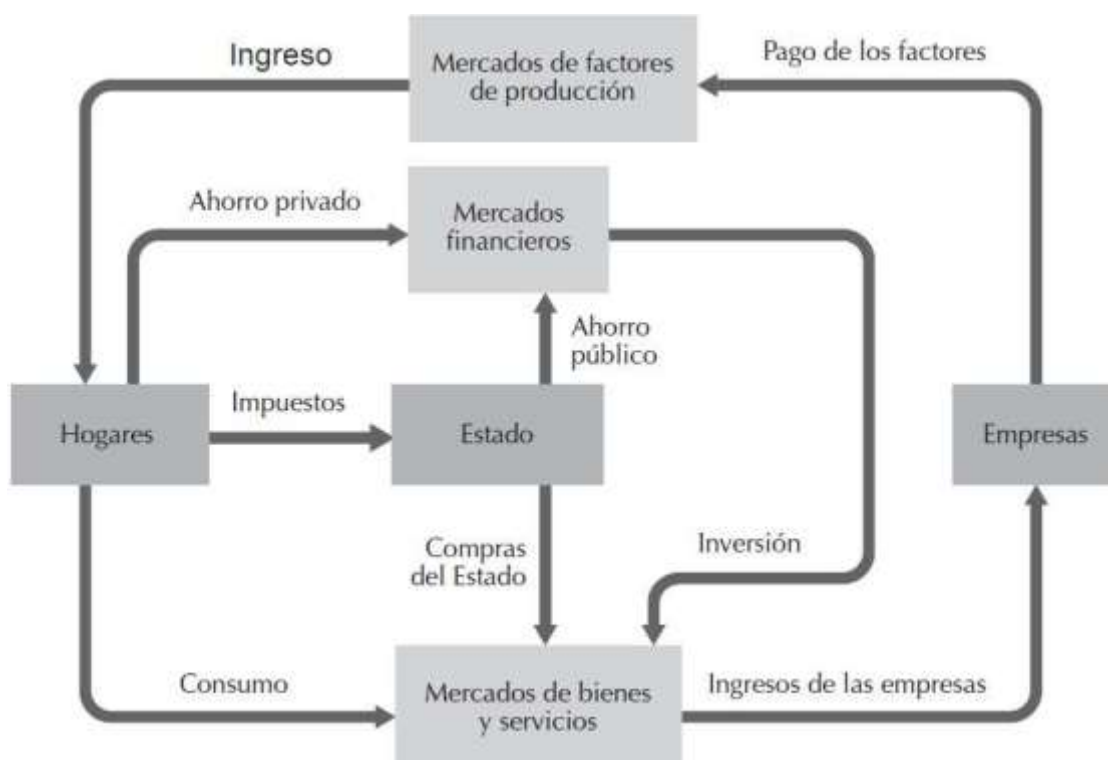 Ingreso
Mercados de factores
de producción
Pago de los factores
Ahorro privado
Mercados
financieros
Ahorro
público
Hogares
Impuestos
Estado
Empresas
Compras
del Estado
Inversión
Consumo
Mercados de bienes
y servicios
Ingresos de las empresas